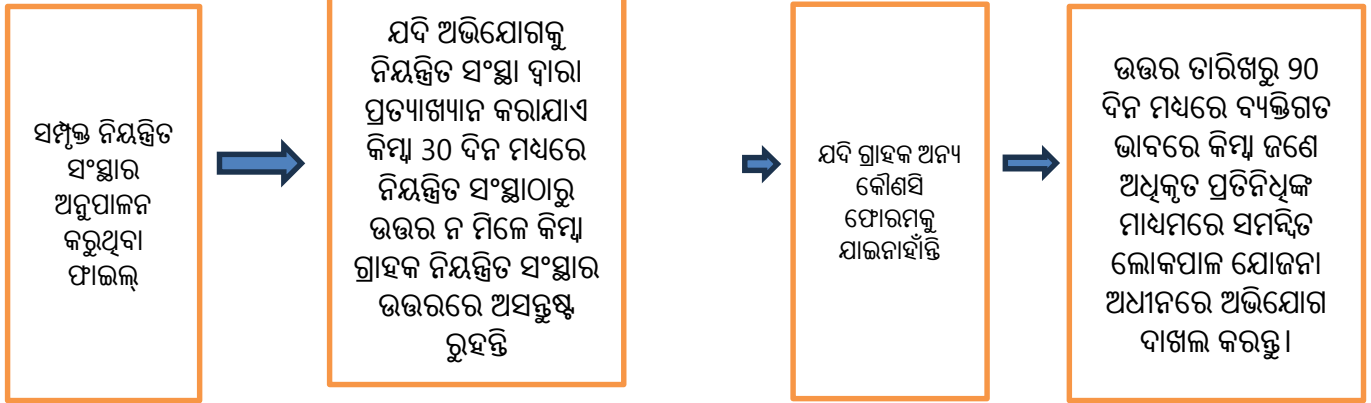 ସମ୍ପୃକ୍ତ ନିୟନ୍ତ୍ରିତ
ସଂସ୍ଥାର
ଅନୁପାଳନ
କରୁଥିବା
ଫାଇଲ୍
ଯଦି ଅଭିଯୋଗକୁ
ନିୟନ୍ତ୍ରିତ ସଂସ୍ଥା ଦ୍ୱାରା
ପ୍ରତ୍ୟାଖ୍ୟାନ କରାଯାଏ
କିମ୍ବା 30 ଦିନ ମଧ୍ୟରେ
ନିୟନ୍ତ୍ରିତ ସଂସ୍ଥାଠାରୁ
ଉତ୍ତର ନ ମିଳେ କିମ୍ବା
ଗ୍ରାହକ ନିୟନ୍ତ୍ରିତ ସଂସ୍ଥାର
ଉତ୍ତରରେ ଅସନ୍ତୁଷ୍ଟ
ରୁହନ୍ତି
ଯଦି ଗ୍ରାହକ ଅନ୍ୟ
କୌଣସି
ଫୋରମକୁ
ଯାଇନାହାଁନ୍ତି
ଉତ୍ତର ତାରିଖରୁ 90
ଦିନ ମଧ୍ୟରେ ବ୍ୟକ୍ତିଗତ
ଭାବରେ କିମ୍ବା ଜଣେ
ଅଧିକୃତ ପ୍ରତିନିଧିଙ୍କ
ମାଧ୍ୟମରେ ସମନ୍ୱିତ
ଲୋକପାଳ ଯୋଜନା
ଅଧୀନରେ ଅଭିଯୋଗ
ଦାଖଲ କରନ୍ତୁ।